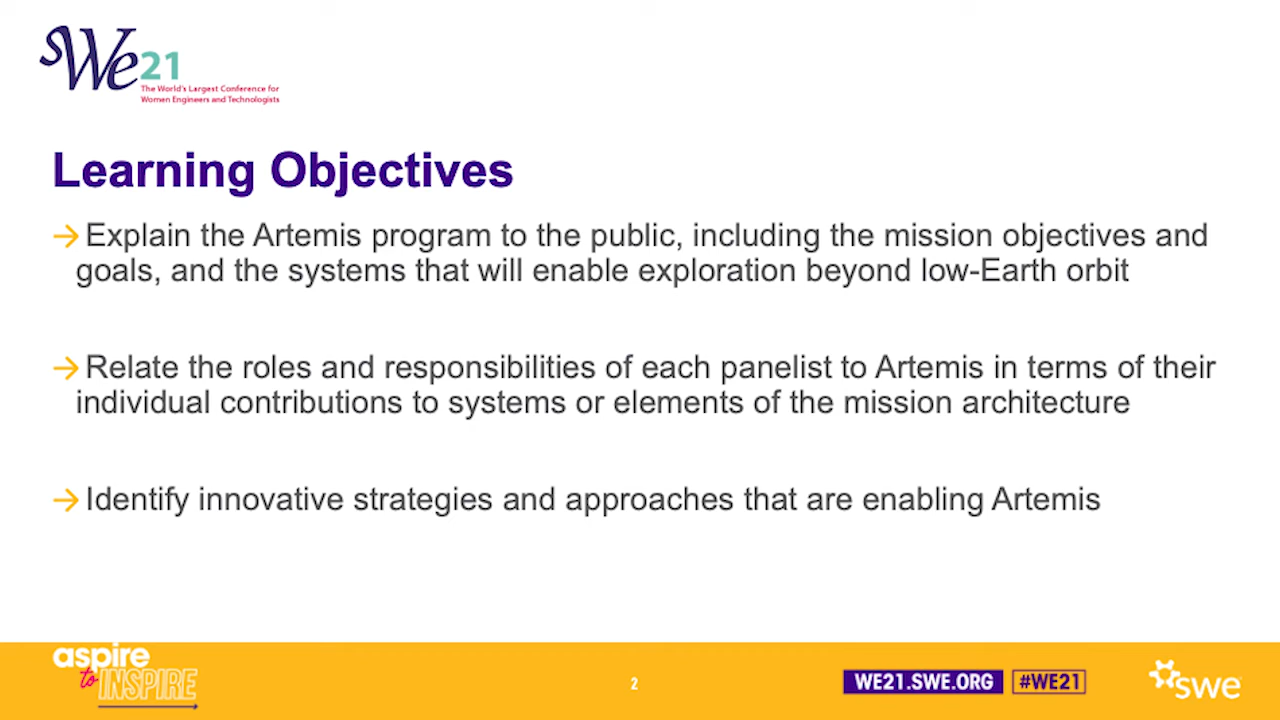 sWe21
The World's Largest Conference for
Women Engineers and Technologists
Learning Objectives
→ Explain the Artemis program to the public, including the mission objectives and
goals, and the systems that will enable exploration beyond low-Earth orbit
→ Relate the roles and responsibilities of each panelist to Artemis in terms of their
individual contributions to systems or elements of the mission architecture
→ Identify innovative strategies and approaches that are enabling Artemis
aspire
to INSPIRE
2
WE21.SWE.ORG
#WE21
swe